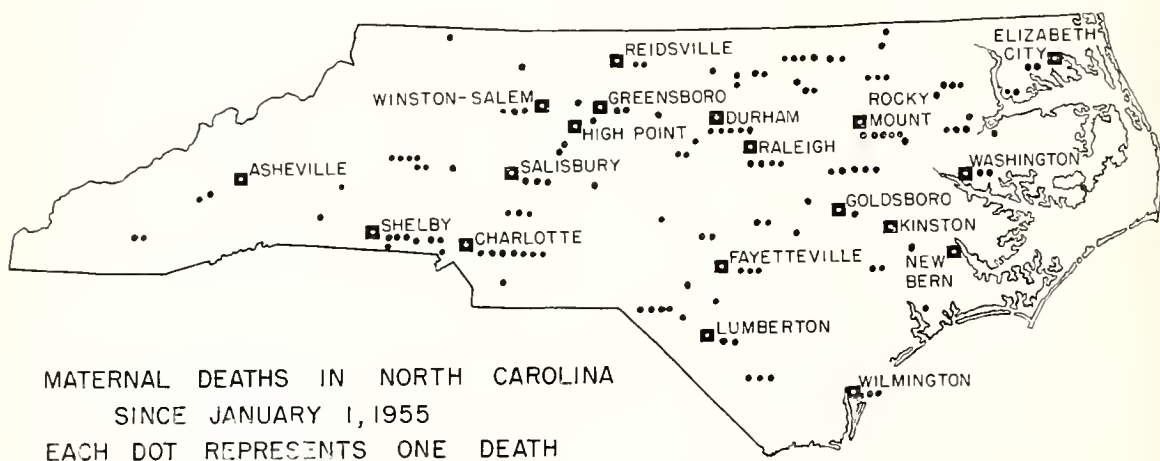 ELIZABETH
CITY
REIDSVILLE
WINSTON-SALEM
GREENSBORO
ROCKY
MOUNT
DURHAM
HIGH POINT
RALEIGH
ASHEVILLE
SALISBURY
WASHINGTON
GOLDSBORO
SHELBY
KINSTON
CHARLOTTE
NEW
BERN
FAYETTEVILLE
LUMBERTON
WILMINGTON
MATERNAL DEATHS IN NORTH CAROLINA
SINCE JANUARY 1, 1955
EACH DOT REPRESENTS ONE DEATH